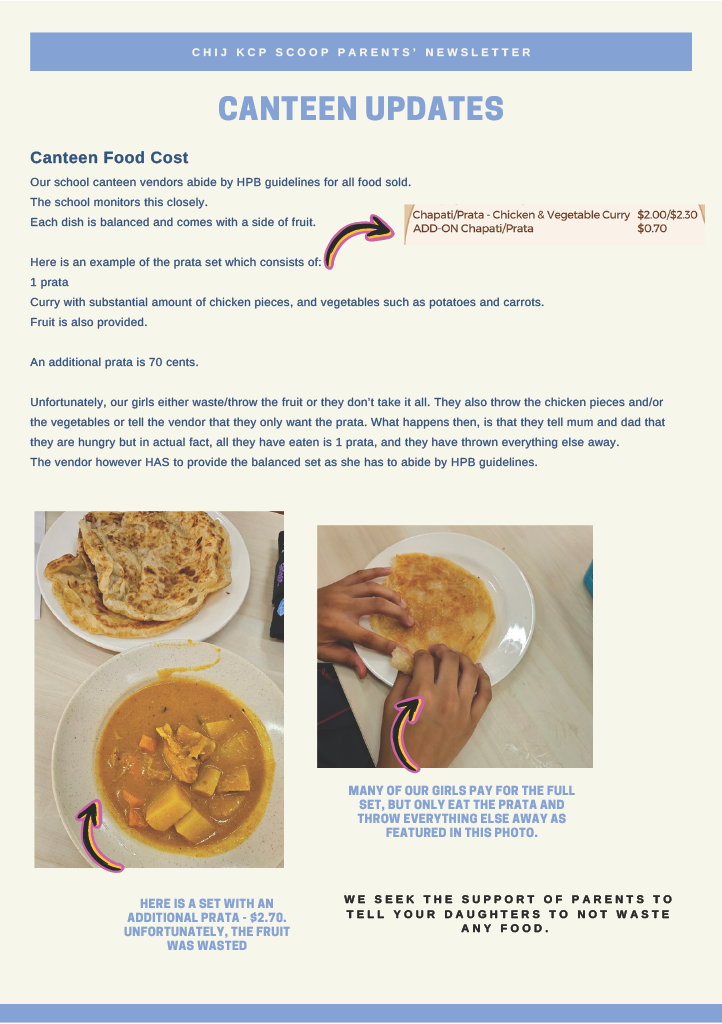 CHIJ KCP SCOOP PARENTS' NEWSLETTER
CANTEEN UPDATES
Canteen Food Cost
Our school canteen vendors abide by HPB guidelines for all food sold.
The school monitors this closely.
Each dish is balanced and comes with a side of fruit.
Chapati/Prata - Chicken & Vegetable Curry $2.00/$2.30
ADD-ON Chapati/Prata $0.70
Here is an example of the prata set which consists of:
1 prata
Curry with substantial amount of chicken pieces, and vegetables such as potatoes and carrots.
Fruit is also provided.
An additional prata is 70 cents.
Unfortunately, our girls either waste/throw the fruit or they don't take it all. They also throw the chicken pieces and/or
the vegetables or tell the vendor that they only want the prata. What happens then, is that they tell mum and dad that
they are hungry but in actual fact, all they have eaten is 1 prata, and they have thrown everything else away.
The vendor however HAS to provide the balanced set as she has to abide by HPB guidelines.
MANY OF OUR GIRLS PAY FOR THE FULL
SET, BUT ONLY EAT THE PRATA AND
THROW EVERYTHING ELSE AWAY AS
FEATURED IN THIS PHOTO.
HERE IS A SET WITH AN
ADDITIONAL PRATA - $2.70.
UNFORTUNATELY, THE FRUIT
WAS WASTED
WE SEEK THE SUPPORT OF PARENTS TO
TELL YOUR DAUGHTERS TO NOT WASTE
ANY FOOD.